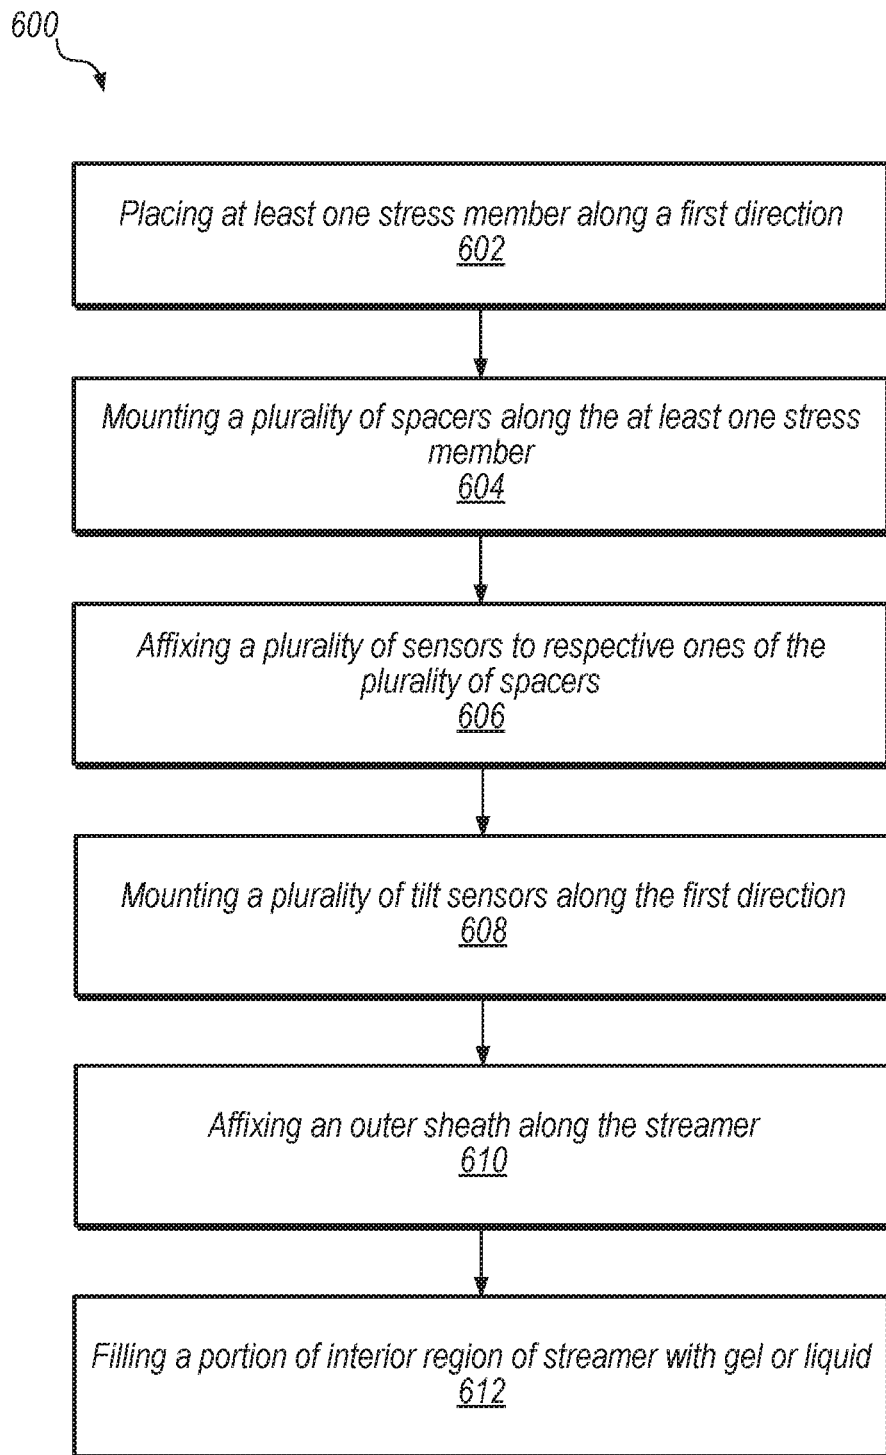 600
Placing at least one stress member along a first direction
602
Mounting a plurality of spacers along the at least one stress
member
604
Affixing a plurality of sensors to respective ones of the
plurality of spacers
606
Mounting a plurality of tilt sensors along the first direction
608
Affixing an outer sheath along the streamer
610
Filling a portion of interior region of streamer with gel or liquid
612